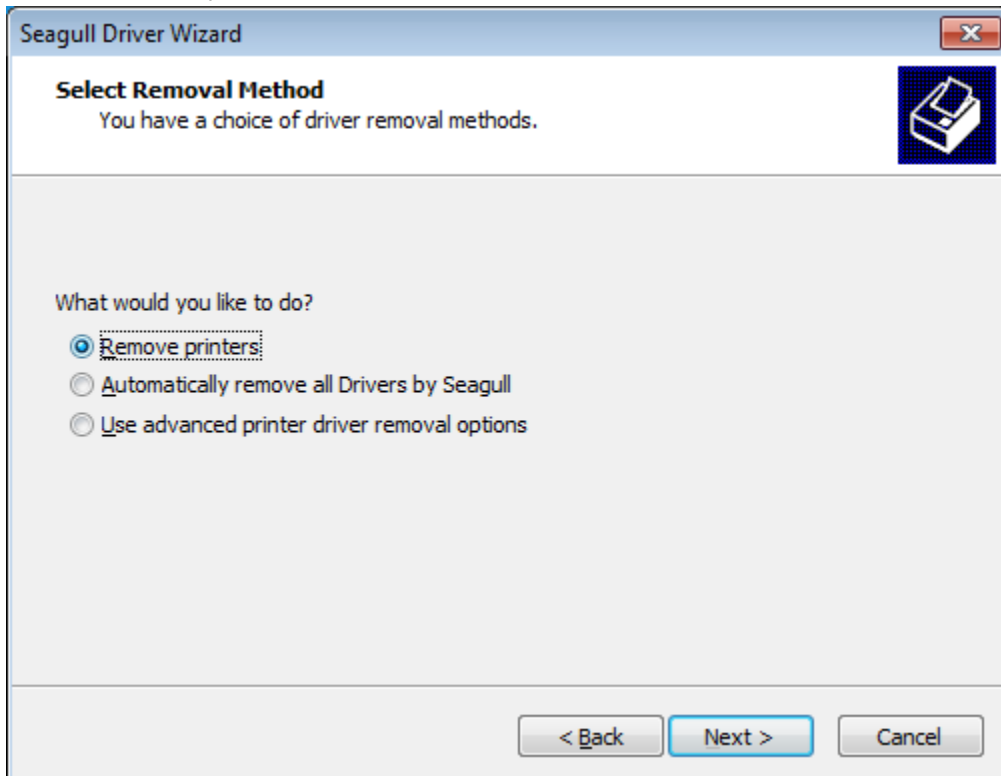 Seagull Driver Wizard
Select Removal Method
You have a choice of driver removal methods.
What would you like to do?
Remove printers
Automatically remove all Drivers by Seagull
Use advanced printer driver removal options
< Back Next > Cancel